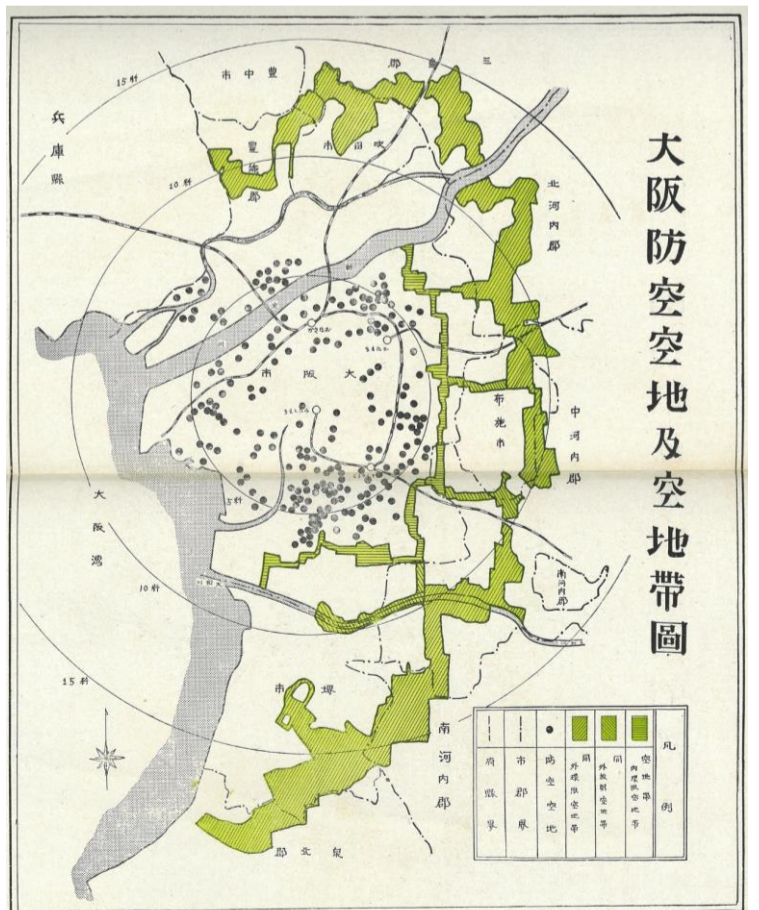 大阪防空空地及空地帶圖
三島郡
豊中市
15粁
兵庫縣
吹田市
豊能郡
10粁
北河内郡
大阪市
布施市
中河内郡
5粁
大阪湾
南河内郡
10粁
15粁
堺市
南河内郡
泉北郡
凡例
空地帶
内環状空地帶
同
外放射空地帶
同
外環状空地帶
防空空地
市郡界
府縣界